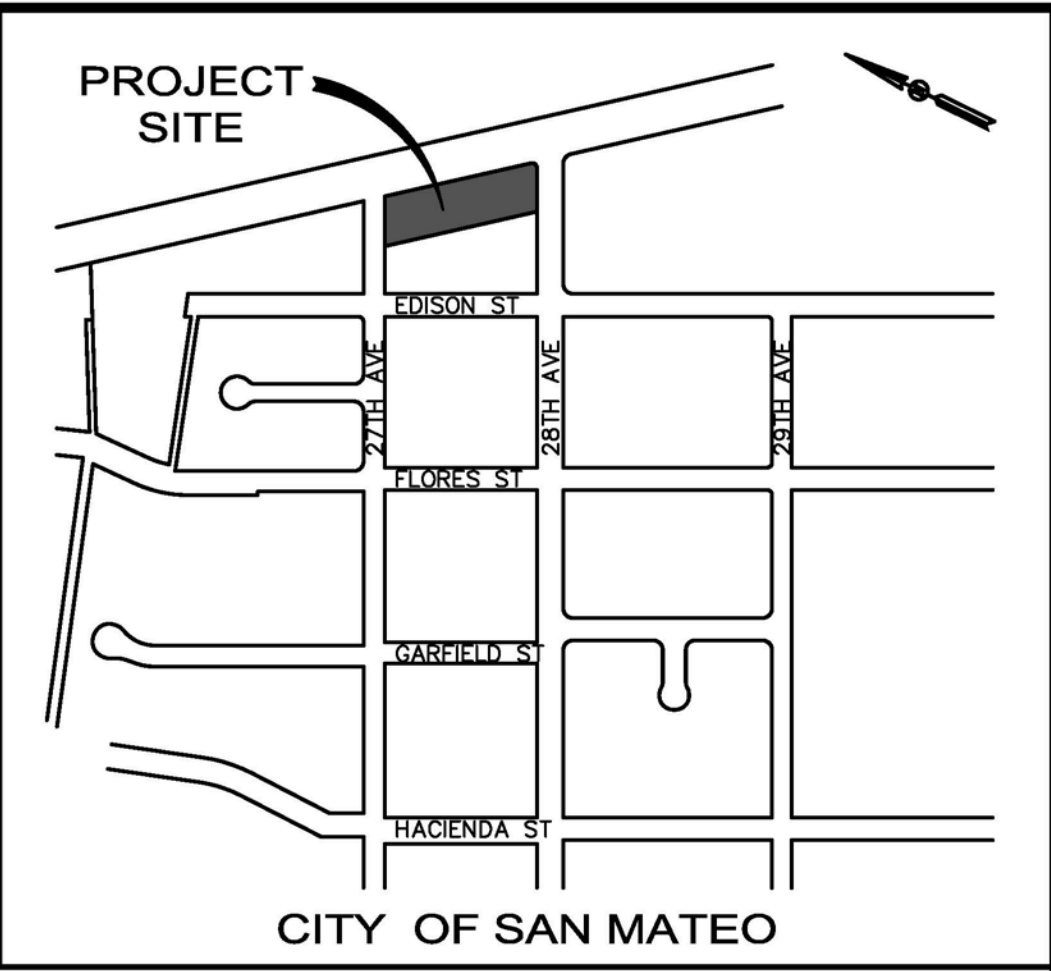 PROJECT
SITE
EDISON ST
27TH AVE
28TH AVE
29TH AVE
FLORES ST
GARFIELD ST
HACIENDA ST
CITY OF SAN MATEO